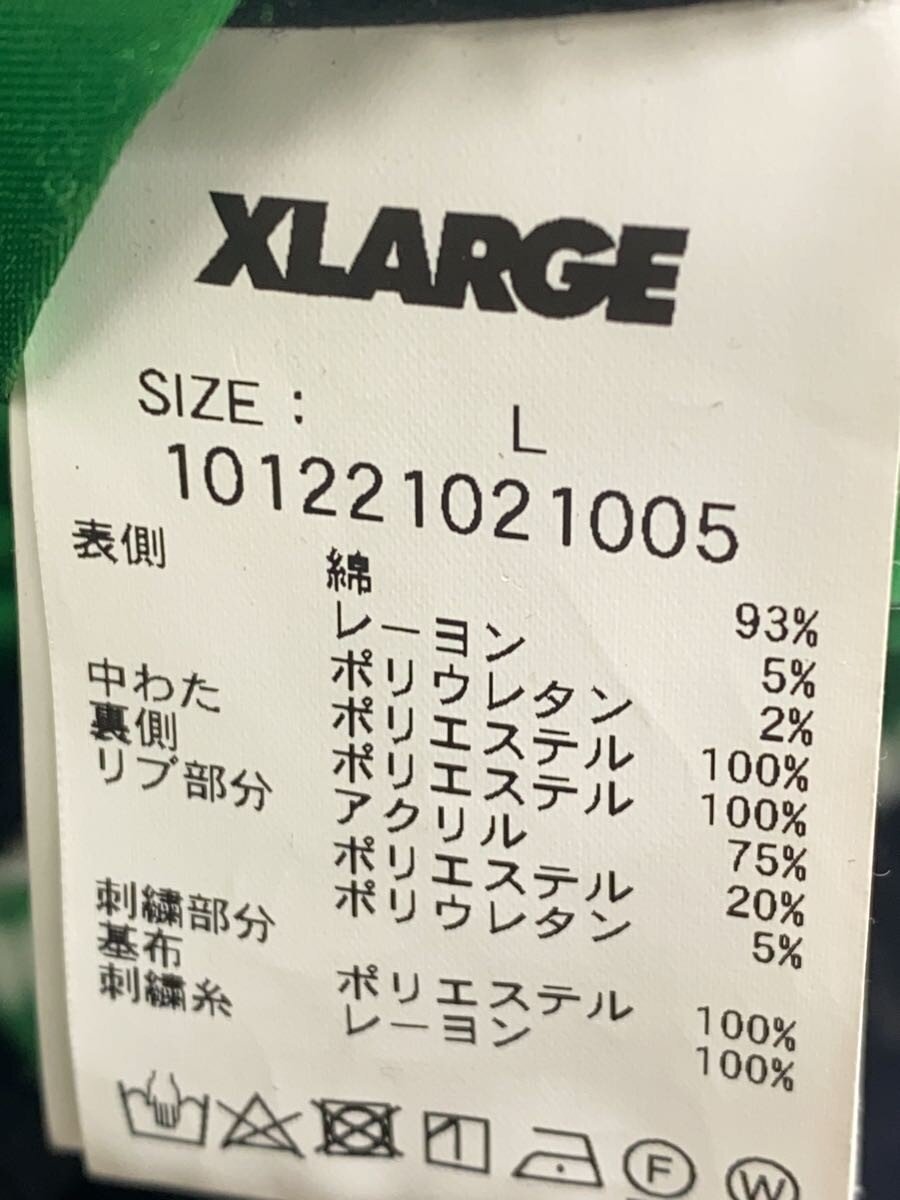 XLARGE
SIZE : L
101221021005
表側 綿 93%
レーヨン 5%
ポリウレタン 2%
中わた ポリエステル 100%
裏側 ポリエステル 100%
リブ部分 アクリル 75%
ポリエステル 20%
ポリウレタン 5%
刺繍部分
基布 ポリエステル 100%
刺繍糸 レーヨン 100%
F W